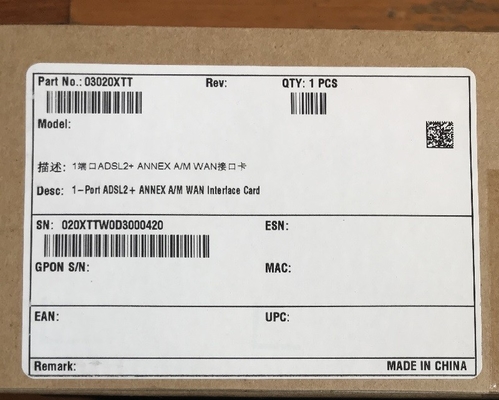 Part No.: 03020XTT Rev: QTY: 1 PCS
Model:
描述: 1端口ADSL2+ ANNEX A/M WAN接口卡
Desc: 1-Port ADSL2+ ANNEX A/M WAN Interface Card
SN: 020XTTW0D3000420 ESN:
GPON S/N: MAC:
EAN: UPC:
Remark: MADE IN CHINA